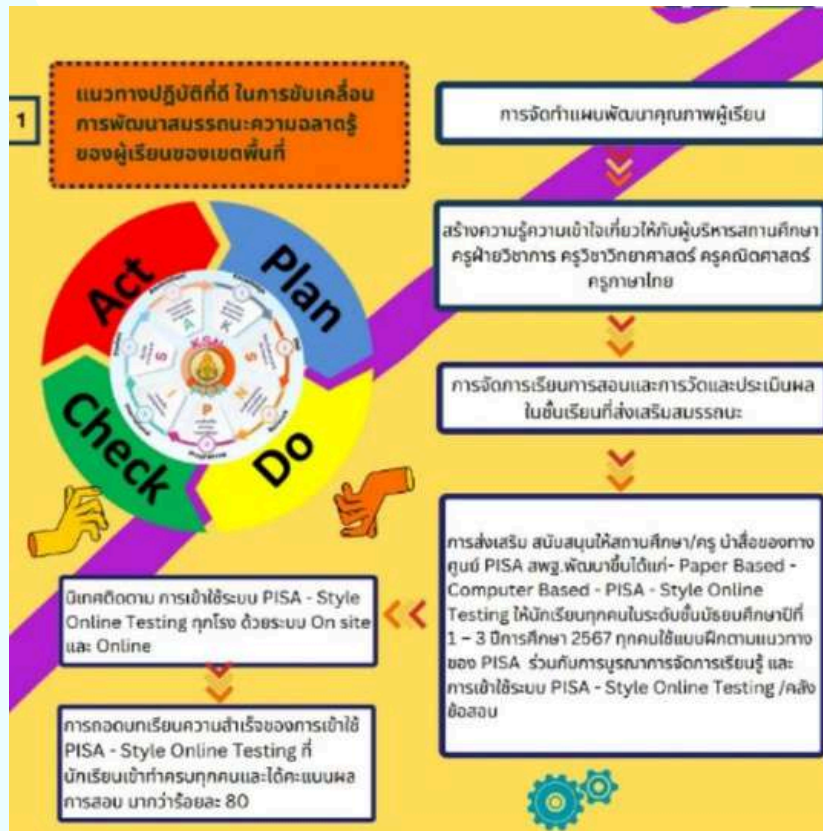 1
แนวทางปฏิบัติที่ดี ในการขับเคลื่อน
การพัฒนาสมรรถนะความฉลาดรู้
ของผู้เรียนของเขตพื้นที่
Act
Plan
Check
Do
การจัดทำแผนพัฒนาคุณภาพผู้เรียน
สร้างความรู้ความเข้าใจเกี่ยวให้กับผู้บริหารสถานศึกษา
ครูฝ่ายวิชาการ ครูวิชาวิทยาศาสตร์ ครูคณิตศาสตร์
ครูภาษาไทย
การจัดการเรียนการสอนและการวัดและประเมินผล
ในชั้นเรียนที่ส่งเสริมสมรรถนะ
การส่งเสริม สนับสนุนให้สถานศึกษา/ครู นำสื่อของทาง
ศูนย์ PISA สพฐ.พัฒนาขึ้นได้แก่- Paper Based -
Computer Based - PISA - Style Online
Testing ให้นักเรียนทุกคนในระดับชั้นมัธยมศึกษาปีที่
1 – 3 ปีการศึกษา 2567 ทุกคนใช้แบบฝึกตามแนวทาง
ของ PISA ร่วมกับการบูรณาการจัดการเรียนรู้ และ
การเข้าใช้ระบบ PISA - Style Online Testing /คลัง
ข้อสอบ
นิเทศติดตาม การเข้าใช้ระบบ PISA - Style
Online Testing ทุกโรง ด้วยระบบ On site
และ Online
การถอดบทเรียนความสำเร็จของการเข้าใช้
PISA - Style Online Testing ที่
นักเรียนเข้าทำครบทุกคนและได้คะแนนผล
การสอบ มากว่าร้อยละ 80